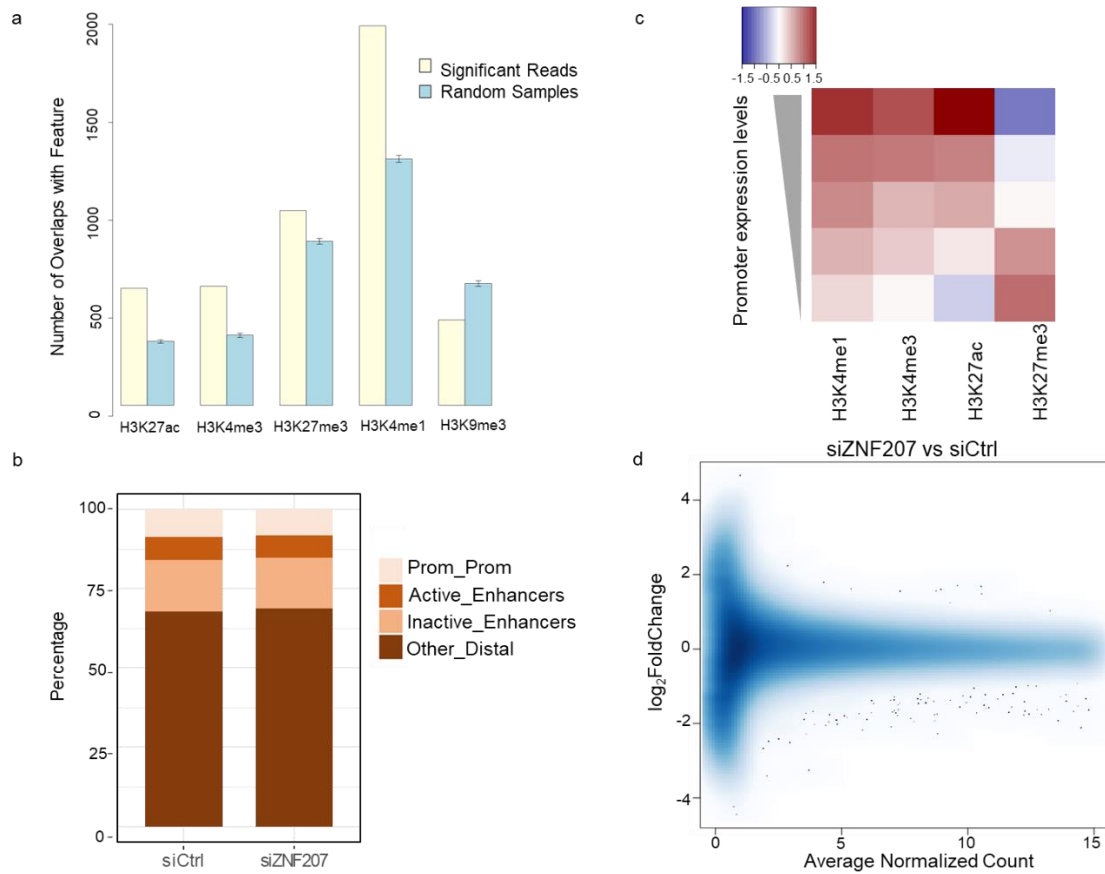 a
Number of Overlaps with Feature
2000
1500
1000
500
0
Significant Reads
Random Samples
H3K27ac H3K4me3 H3K27me3 H3K4me1 H3K9me3
b
Percentage
100
75
50
25
0
siCtrl siZNF207
Prom_Prom
Active_Enhancers
Inactive_Enhancers
Other_Distal
c
-1.5 -0.5 0.5 1.5
Promoter expression levels
H3K4me1
H3K4me3
H3K27ac
H3K27me3
d
siZNF207 vs siCtrl
log₂FoldChange
4
2
0
-2
-4
0 5 10 15
Average Normalized Count